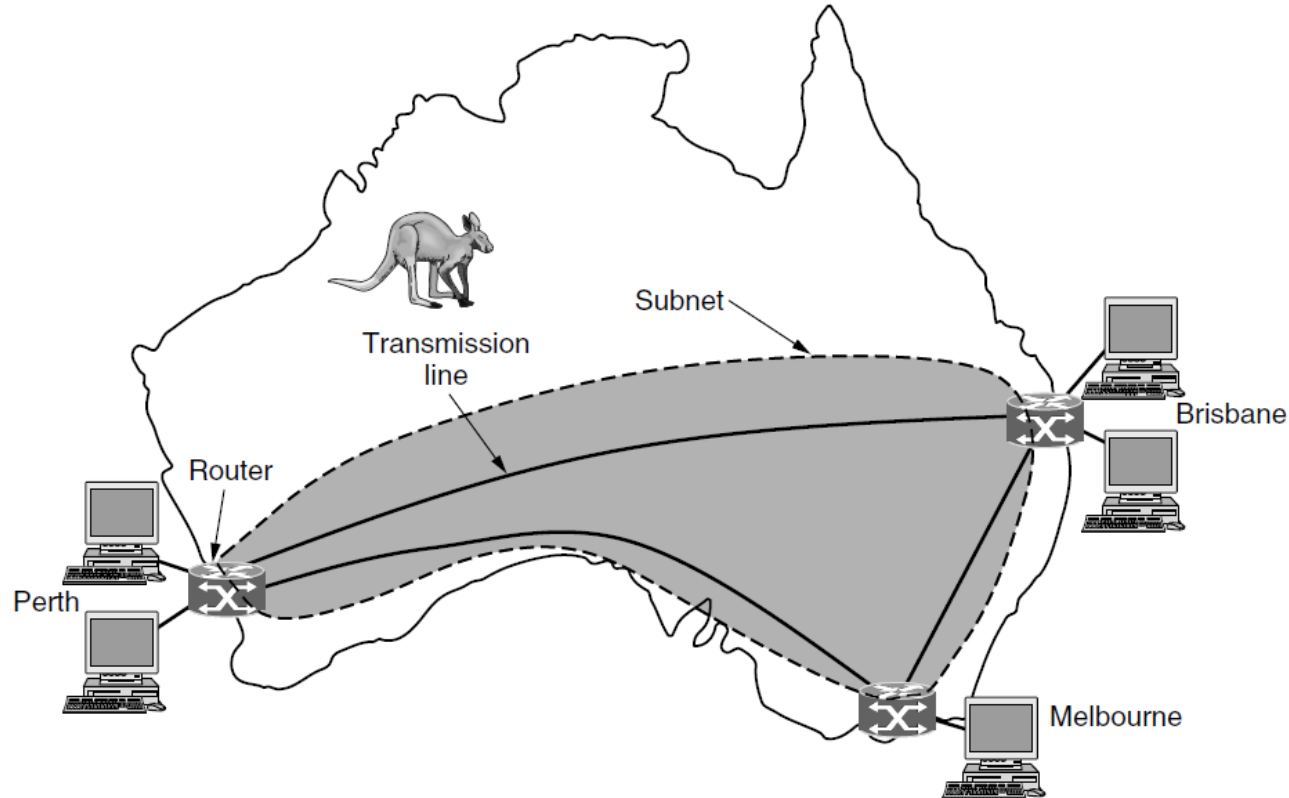 Subnet
Transmission
line
Brisbane
Router
Perth
Melbourne